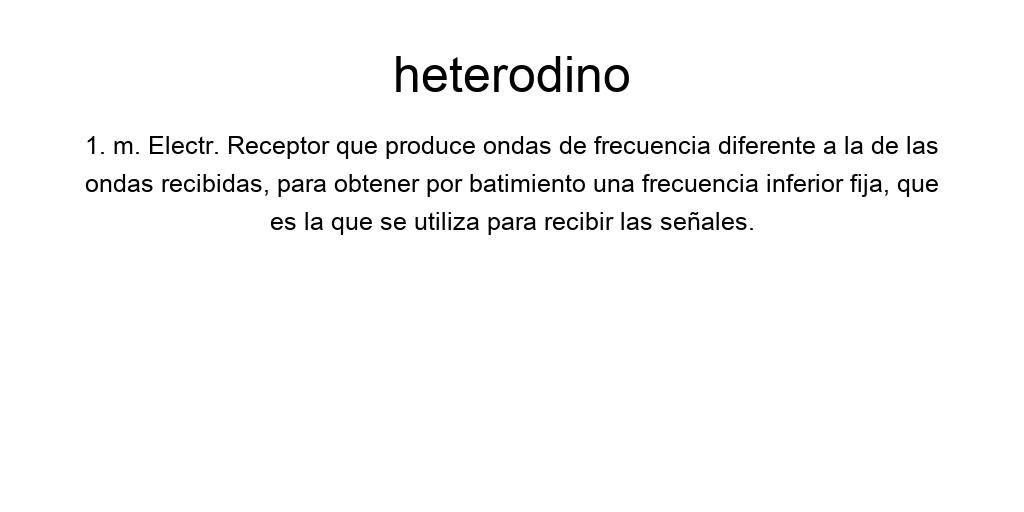 heterodino
1. m. Electr. Receptor que produce ondas de frecuencia diferente a la de las
ondas recibidas, para obtener por batimiento una frecuencia inferior fija, que
es la que se utiliza para recibir las señales.